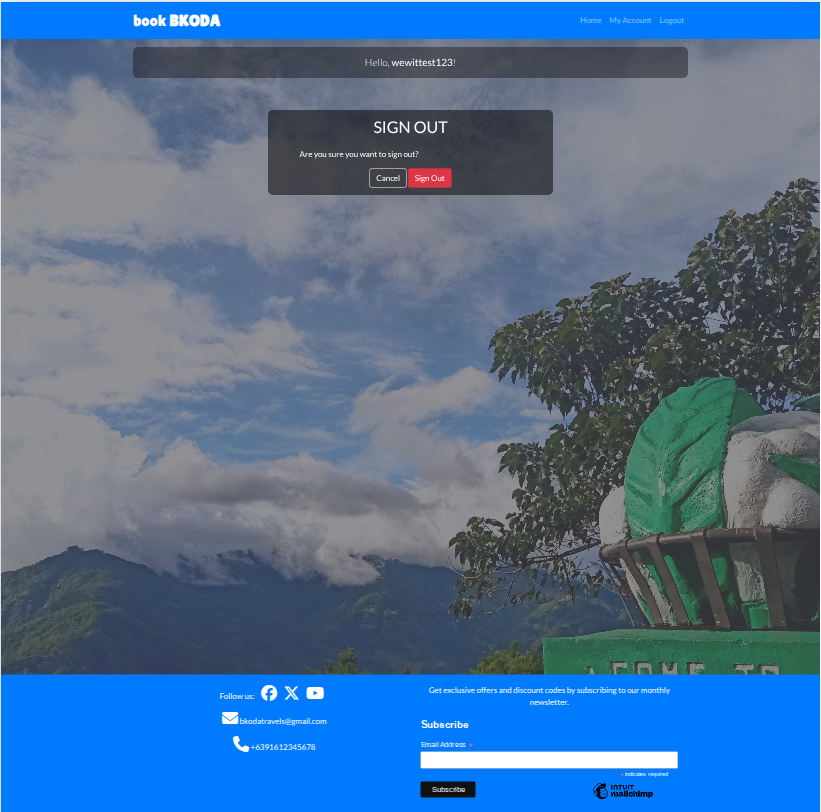 book BKODA
Home My Account Logout
Hello, wewittest123!
SIGN OUT
Are you sure you want to sign out?
Cancel Sign Out
Follow us:
bkodatravels@gmail.com
+6391612345678
Get exclusive offers and discount codes by subscribing to our monthly
newsletter.
Subscribe
Email Address *
* indicates required
Subscribe
INTUIT
mailchimp